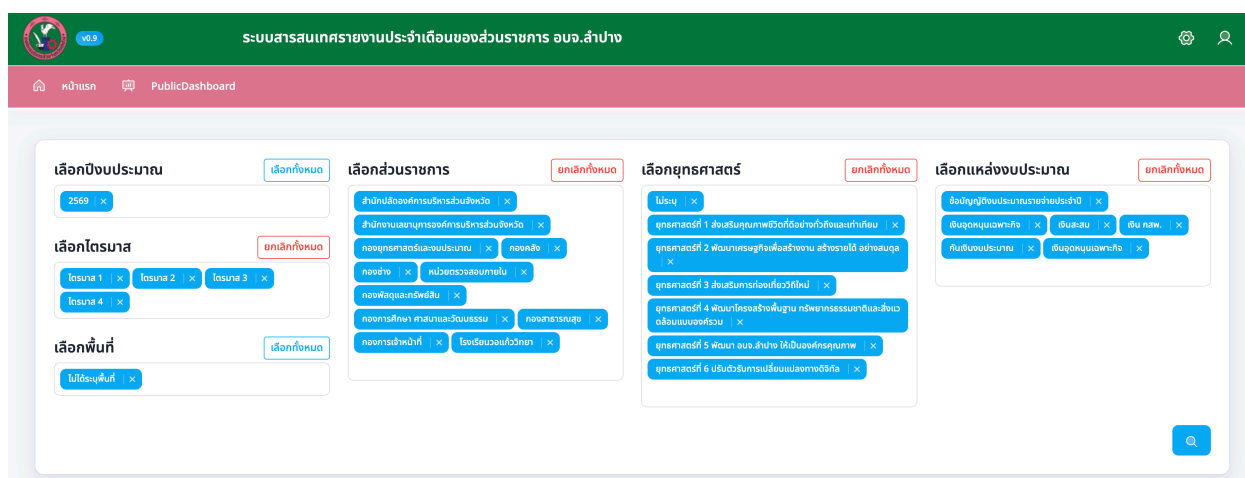 v0.9
ระบบสารสนเทศรายงานประจำเดือนของส่วนราชการ อบจ.ลำปาง
หน้าแรก PublicDashboard
เลือกปีงบประมาณ เลือกทั้งหมด
2569 ×
เลือกไตรมาส ยกเลิกทั้งหมด
ไตรมาส 1 × ไตรมาส 2 × ไตรมาส 3 ×
ไตรมาส 4 ×
เลือกพื้นที่ เลือกทั้งหมด
ไม่ได้ระบุพื้นที่ ×
เลือกส่วนราชการ ยกเลิกทั้งหมด
สำนักปลัดองค์การบริหารส่วนจังหวัด ×
สำนักงานเลขานุการองค์การบริหารส่วนจังหวัด ×
กองยุทธศาสตร์และงบประมาณ × กองคลัง ×
กองช่าง × หน่วยตรวจสอบภายใน ×
กองพัสดุและทรัพย์สิน ×
กองการศึกษา ศาสนาและวัฒนธรรม × กองสาธารณสุข ×
กองการเจ้าหน้าที่ × โรงเรียนวอแก้ววิทยา ×
เลือกยุทธศาสตร์ ยกเลิกทั้งหมด
ไม่ระบุ ×
ยุทธศาสตร์ที่ 1 ส่งเสริมคุณภาพชีวิตที่ดีอย่างทั่วถึงและเท่าเทียม ×
ยุทธศาสตร์ที่ 2 พัฒนาเศรษฐกิจเพื่อสร้างงาน สร้างรายได้ อย่างสมดุล
×
ยุทธศาสตร์ที่ 3 ส่งเสริมการท่องเที่ยววิถีใหม่ ×
ยุทธศาสตร์ที่ 4 พัฒนาโครงสร้างพื้นฐาน ทรัพยากรธรรมชาติและสิ่งแว
ดล้อมแบบองค์รวม ×
ยุทธศาสตร์ที่ 5 พัฒนา อบจ.ลำปาง ให้เป็นองค์กรคุณภาพ ×
ยุทธศาสตร์ที่ 6 ปรับตัวรับการเปลี่ยนแปลงทางดิจิทัล ×
เลือกแหล่งงบประมาณ ยกเลิกทั้งหมด
ข้อบัญญัติงบประมาณรายจ่ายประจำปี ×
เงินอุดหนุนเฉพาะกิจ × เงินสะสม × เงิน กสพ. ×
กันเงินงบประมาณ × เงินอุดหนุนเฉพาะกิจ ×